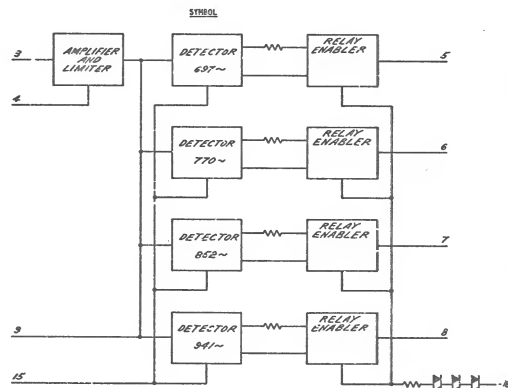 SYMBOL
3
AMPLIFIER
AND
LIMITER
DETECTOR
697~
RELAY
ENABLER
5
4
DETECTOR
770~
RELAY
ENABLER
6
DETECTOR
852~
RELAY
ENABLER
7
9
DETECTOR
941~
RELAY
ENABLER
8
15